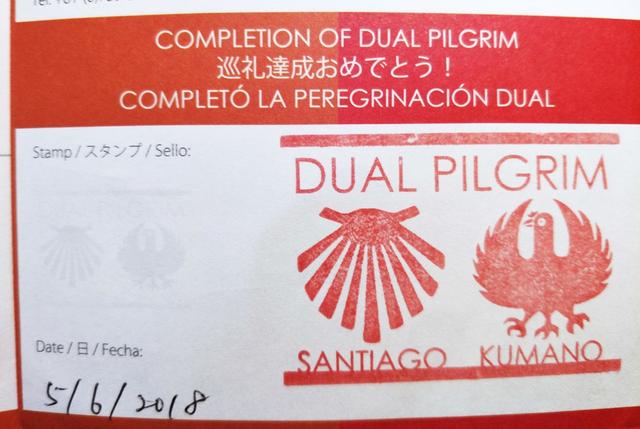 COMPLETION OF DUAL PILGRIM
巡礼達成おめでとう！
COMPLETÓ LA PEREGRINACIÓN DUAL
Stamp / スタンプ / Sello:
DUAL PILGRIM
SANTIAGO KUMANO
Date / 日 / Fecha:
5/6/2018